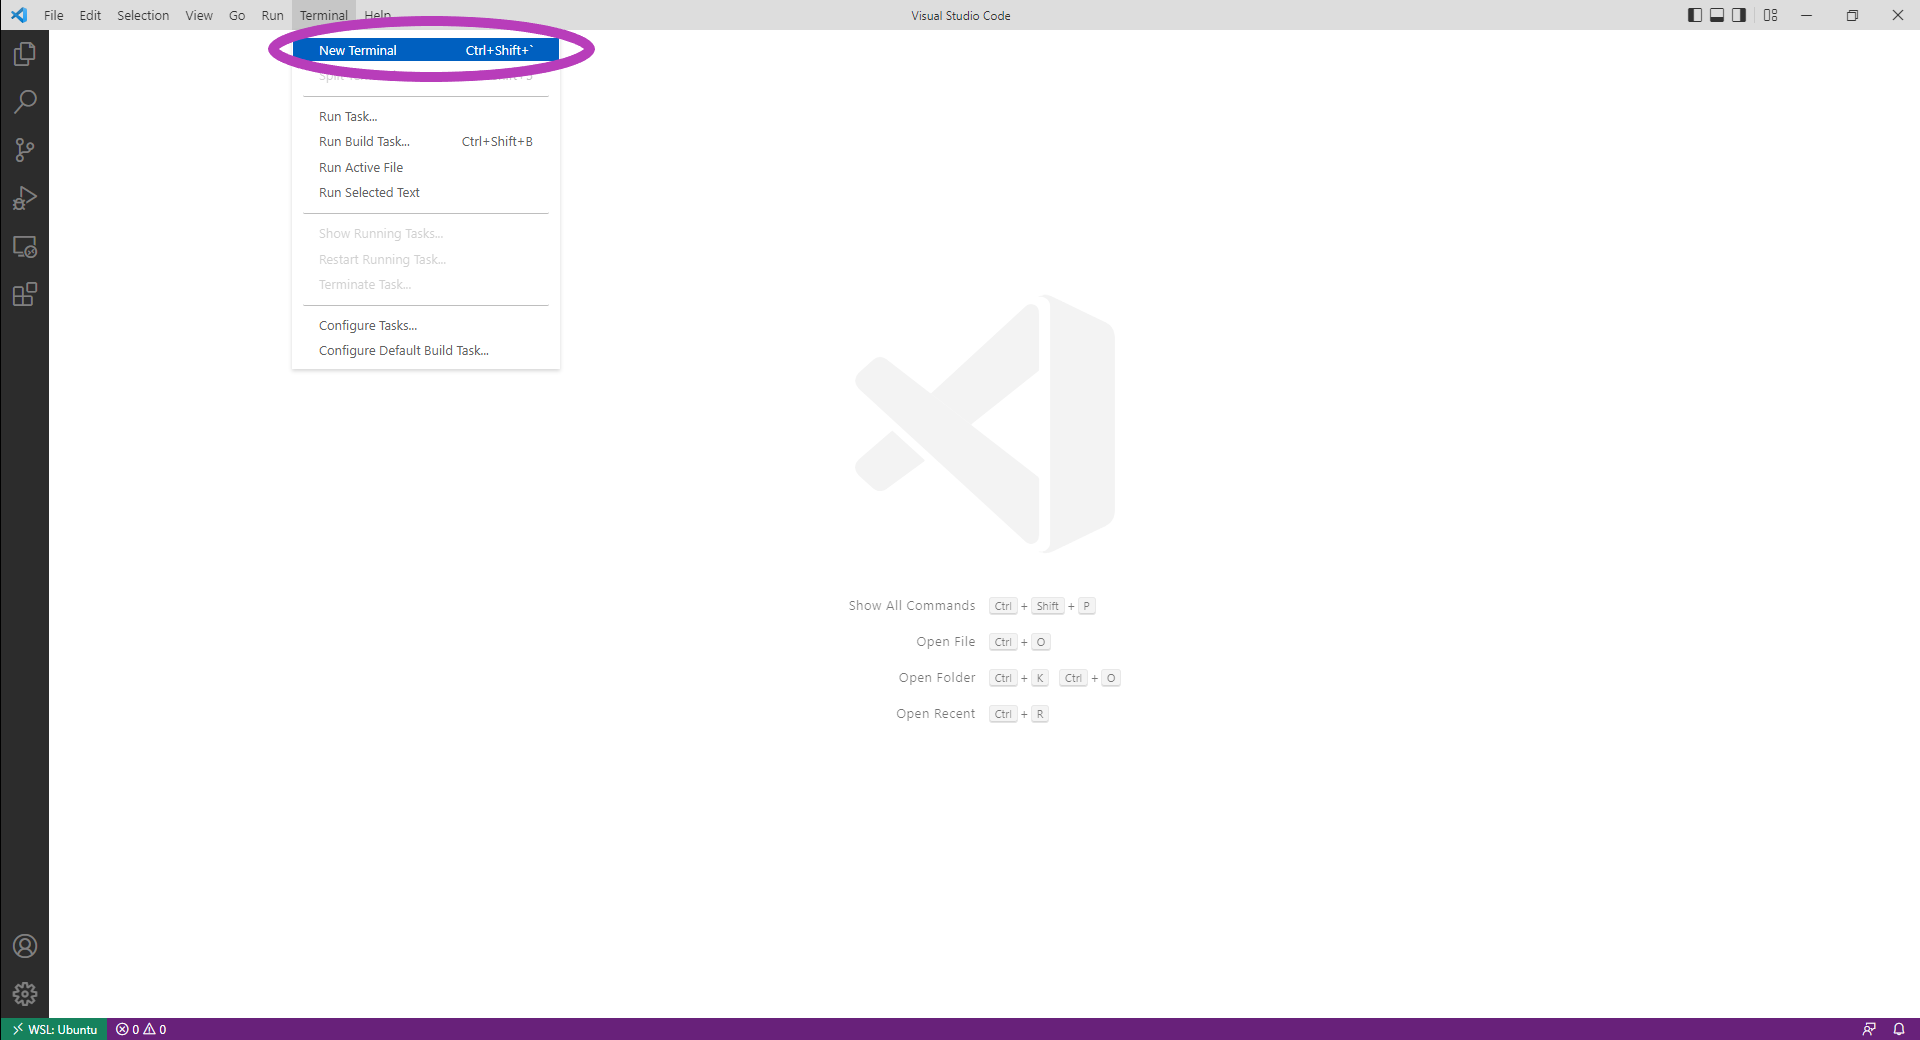 File Edit Selection View Go Run Terminal Help
Visual Studio Code
New Terminal Ctrl+Shift+`
Run Task...
Run Build Task... Ctrl+Shift+B
Run Active File
Run Selected Text
Show Running Tasks...
Restart Running Task...
Terminate Task...
Configure Tasks...
Configure Default Build Task...
Show All Commands Ctrl + Shift + P
Open File Ctrl + O
Open Folder Ctrl + K Ctrl + O
Open Recent Ctrl + R
WSL: Ubuntu 0 0